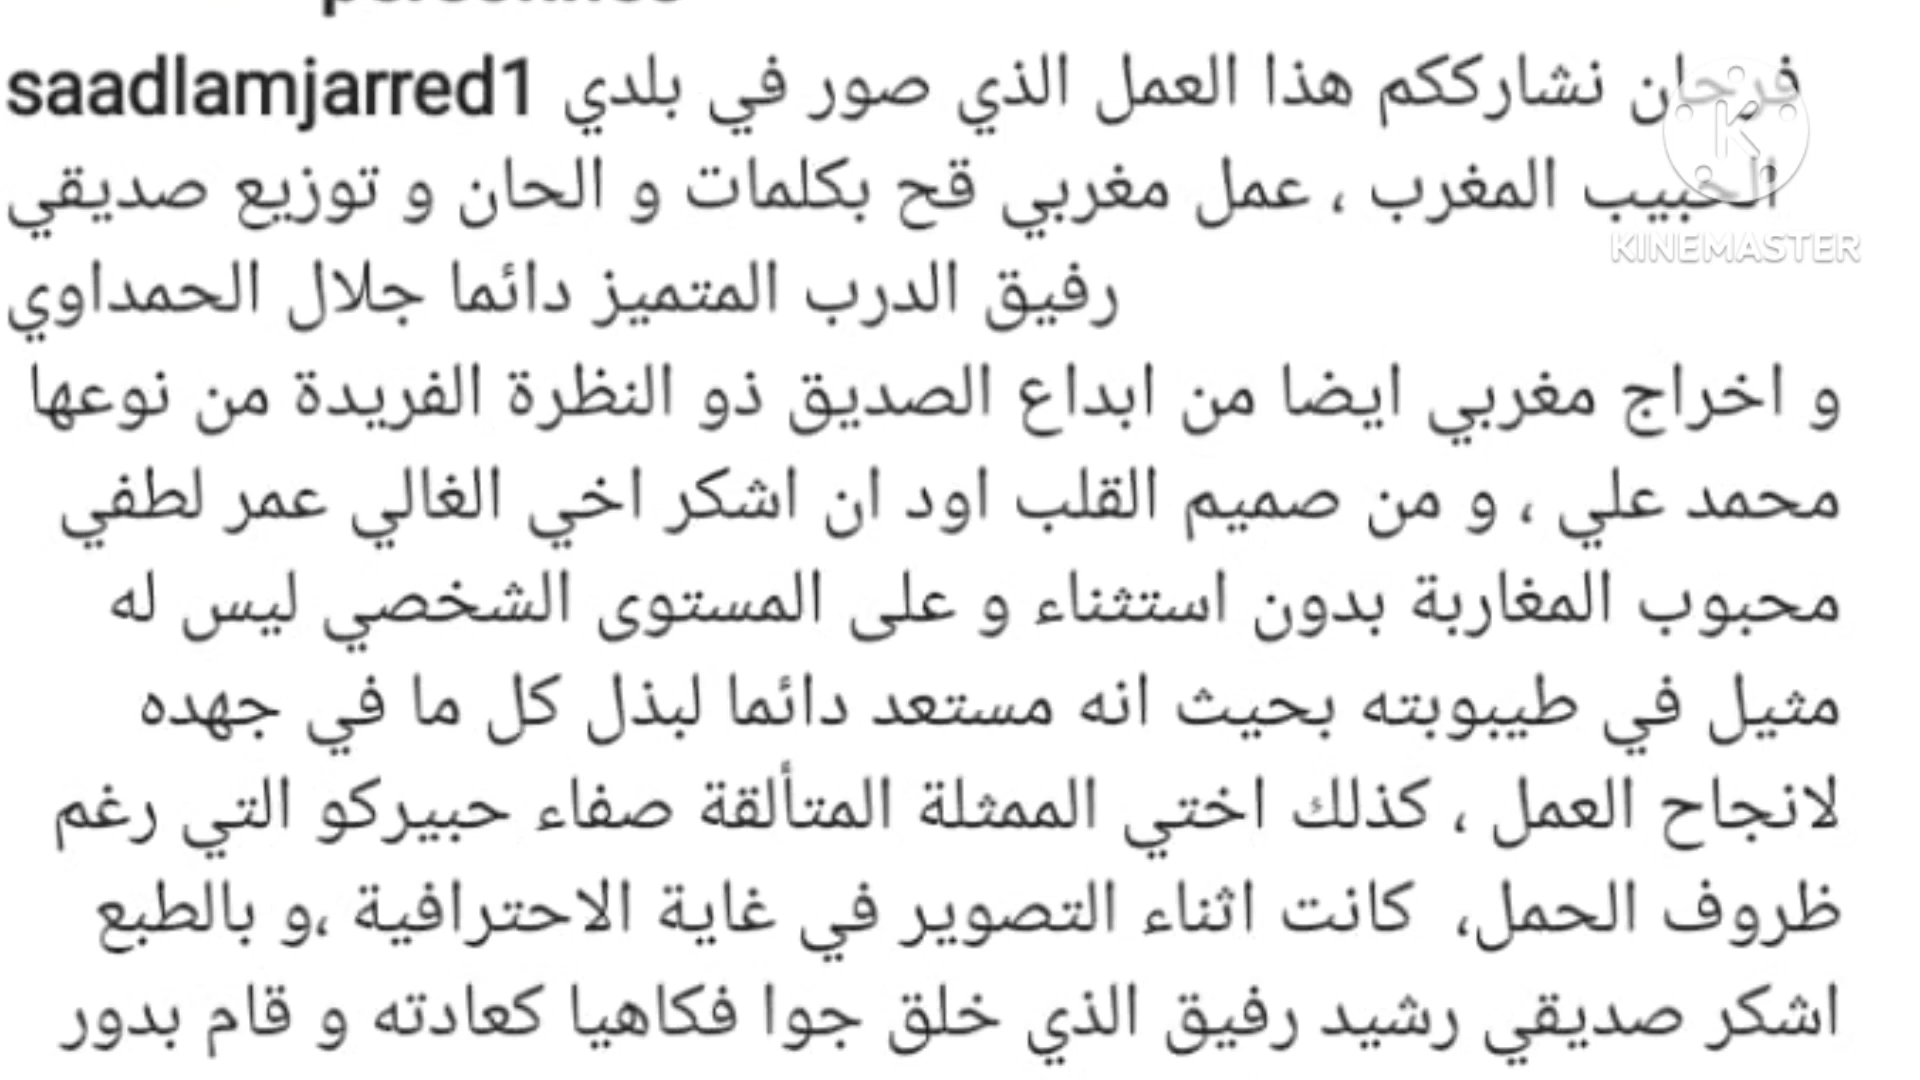 saadlamjarred1 فرحان نشارككم هذا العمل الذي صور في بلدي
الحبيب المغرب ، عمل مغربي قح بكلمات و الحان و توزيع صديقي
رفيق الدرب المتميز دائما جلال الحمداوي
و اخراج مغربي ايضا من ابداع الصديق ذو النظرة الفريدة من نوعها
محمد علي ، و من صميم القلب اود ان اشكر اخي الغالي عمر لطفي
محبوب المغاربة بدون استثناء و على المستوى الشخصي ليس له
مثيل في طيبوبته بحيث انه مستعد دائما لبذل كل ما في جهده
لانجاح العمل ، كذلك اختي الممثلة المتألقة صفاء حبيركو التي رغم
ظروف الحمل، كانت اثناء التصوير في غاية الاحترافية ،و بالطبع
اشكر صديقي رشيد رفيق الذي خلق جوا فكاهيا كعادته و قام بدور
K
KINEMASTER